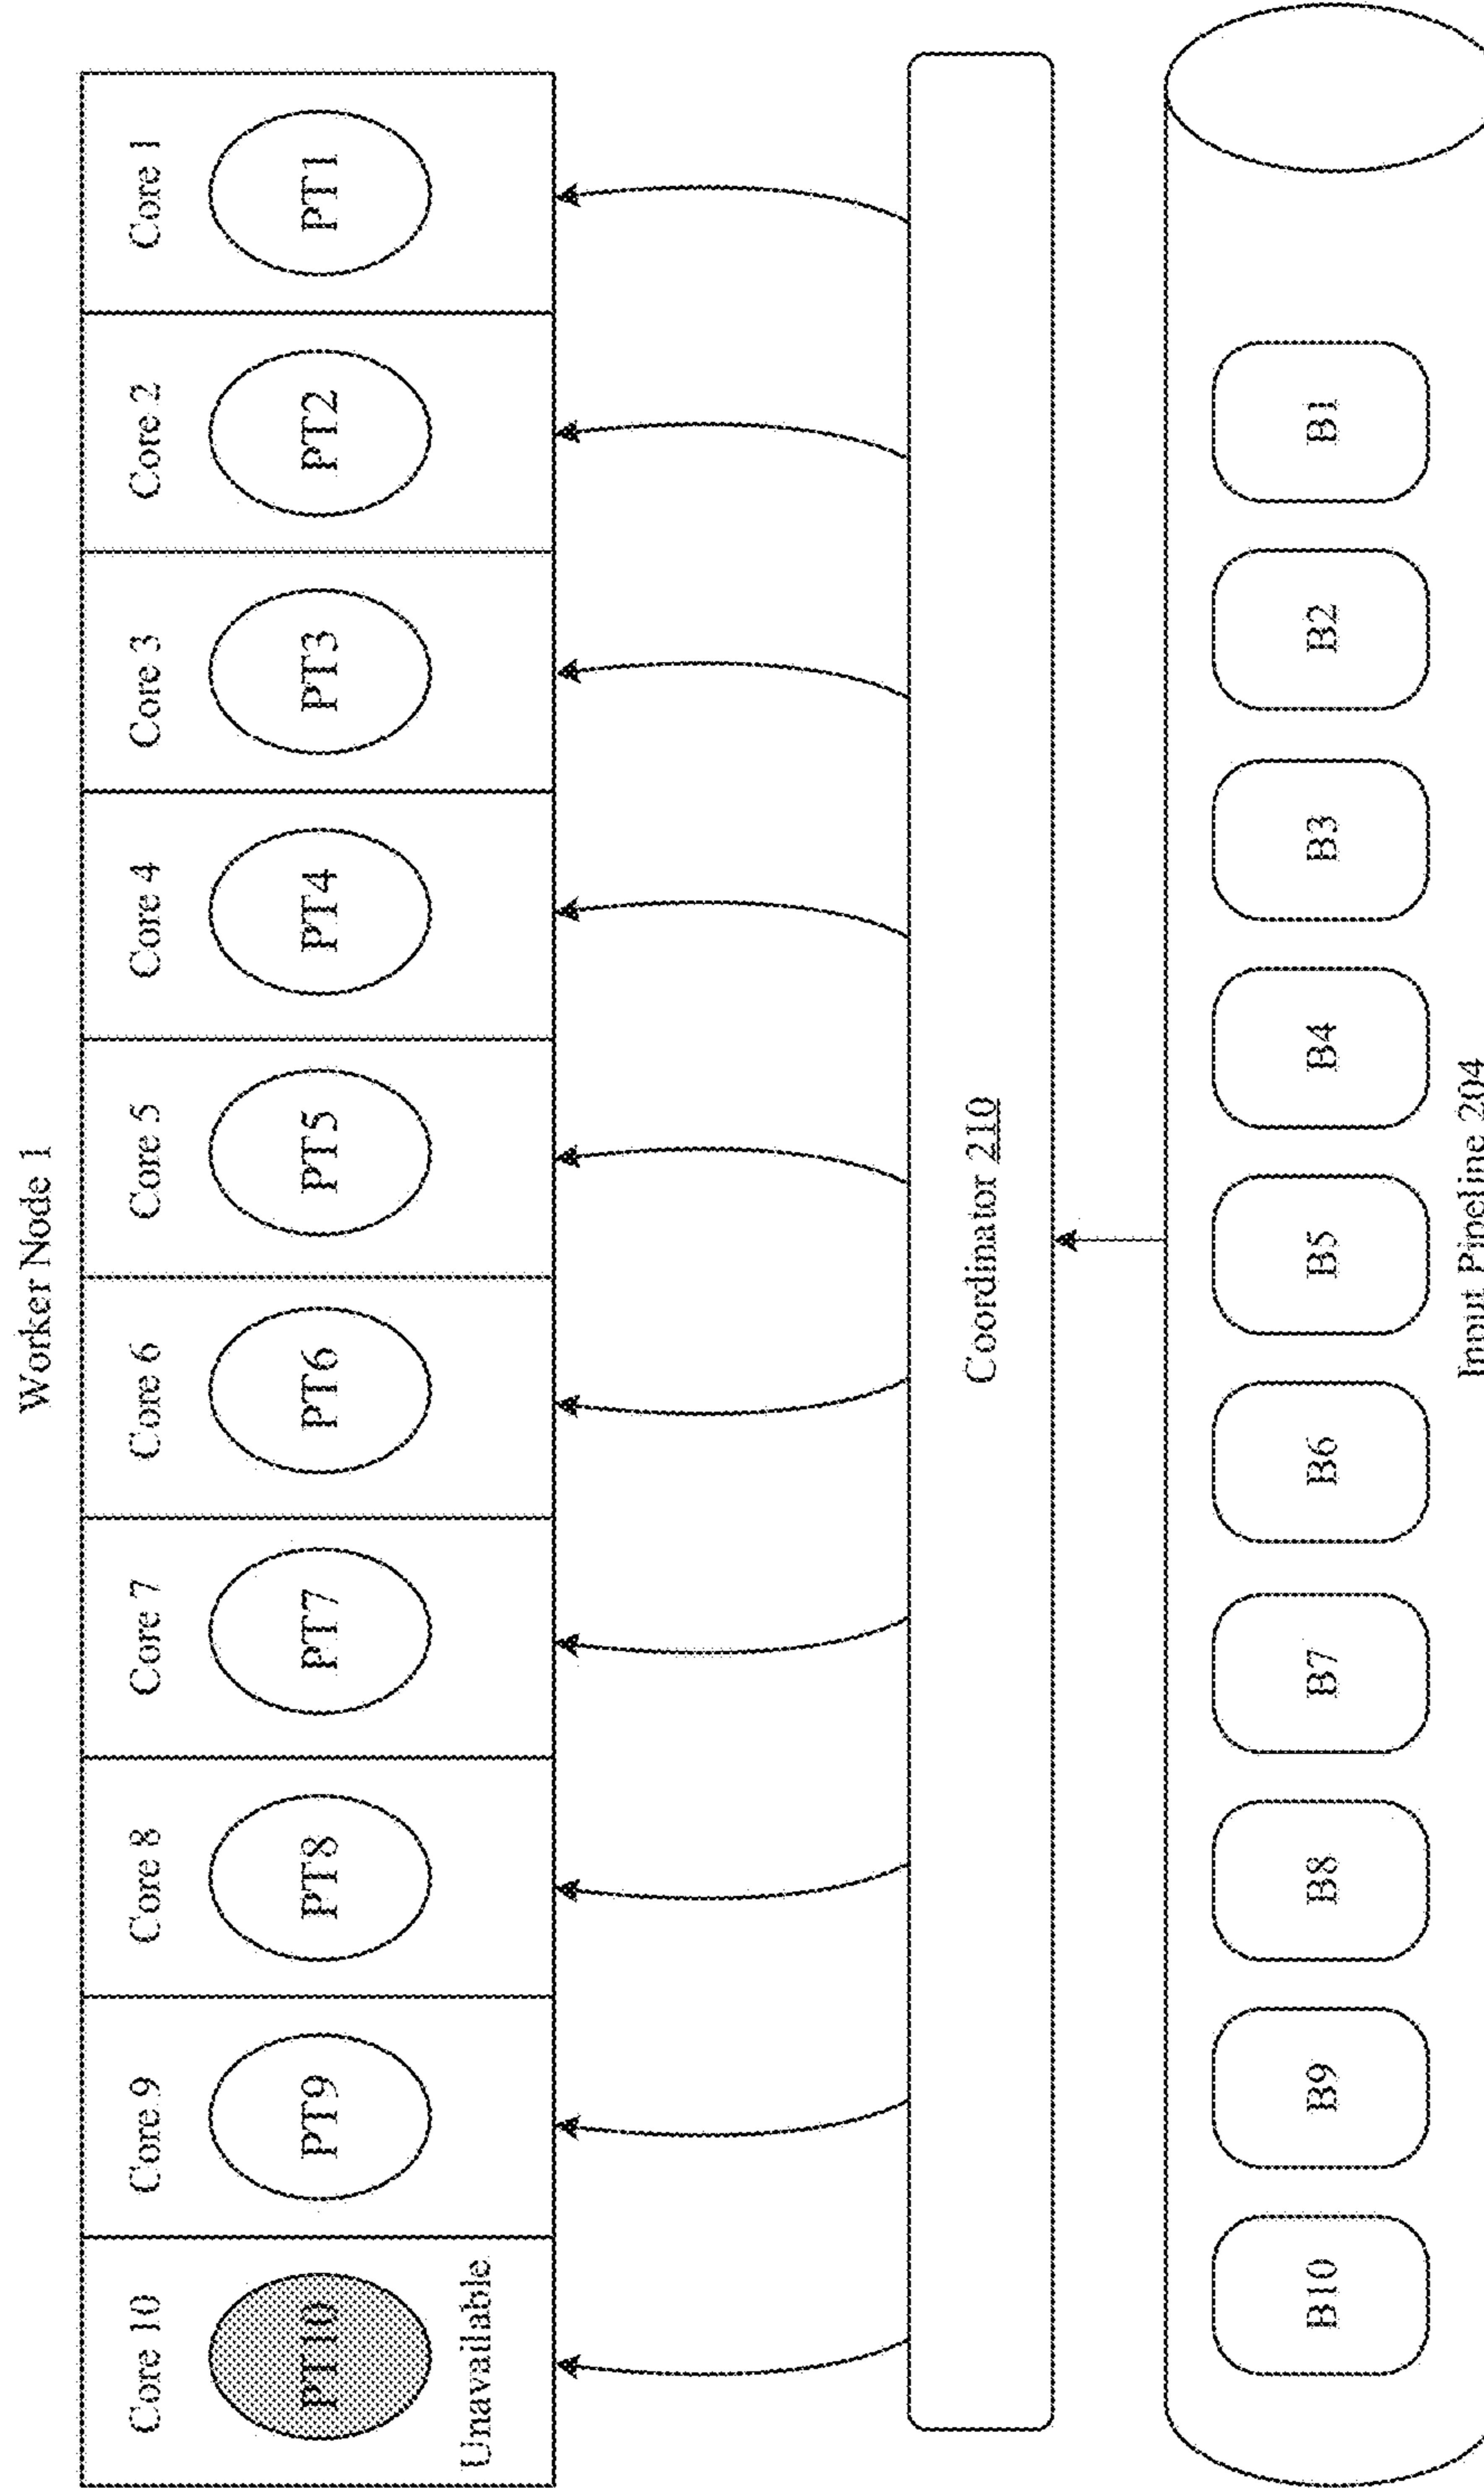 Worker Node 1
Core 10
Core 9
Core 8
Core 7
Core 6
Core 5
Core 4
Core 3
Core 2
Core 1
PT10
PT9
PT8
PT7
PT6
PT5
PT4
PT3
PT2
PT1
Unavailable
Coordinator 210
B10
B9
B8
B7
B6
B5
B4
B3
B2
B1
Input Pipeline 204